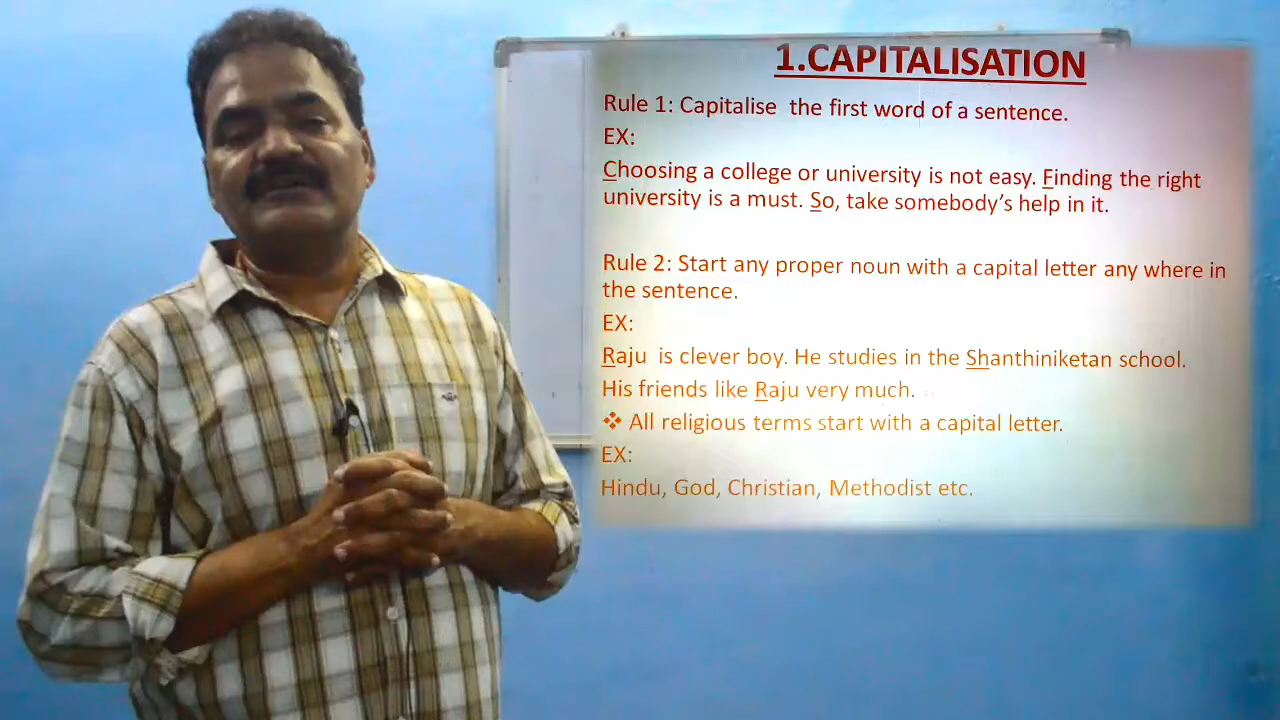 1.CAPITALISATION
Rule 1: Capitalise the first word of a sentence.
EX:
Choosing a college or university is not easy. Finding the right
university is a must. So, take somebody’s help in it.
Rule 2: Start any proper noun with a capital letter any where in
the sentence.
EX:
Raju is clever boy. He studies in the Shanthiniketan school.
His friends like Raju very much.
❖ All religious terms start with a capital letter.
EX:
Hindu, God, Christian, Methodist etc.